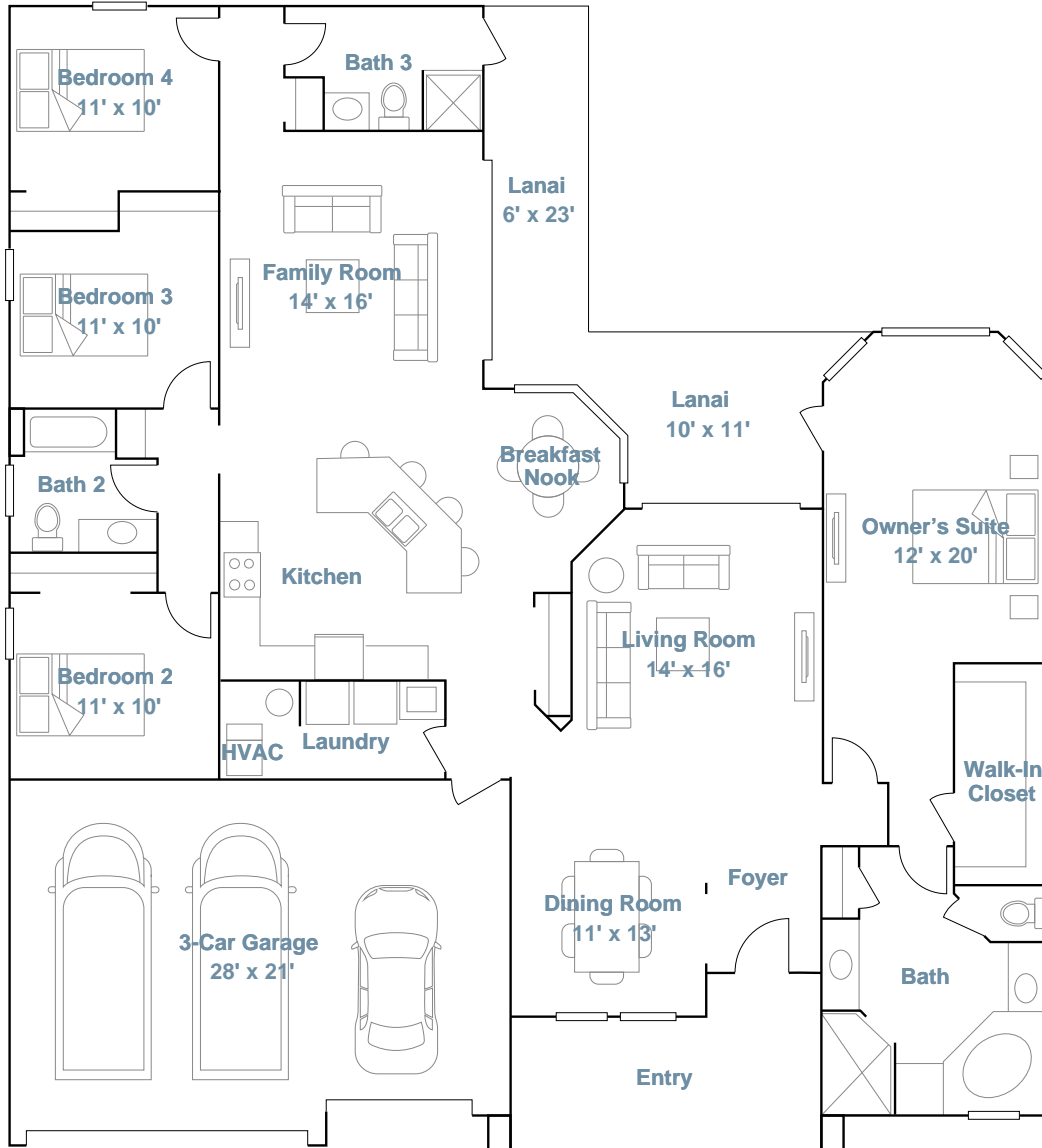 Bedroom 4
11' x 10'
Bath 3
Lanai
6' x 23'
Family Room
14' x 16'
Bedroom 3
11' x 10'
Lanai
10' x 11'
Breakfast
Nook
Bath 2
Owner's Suite
12' x 20'
Kitchen
Living Room
14' x 16'
Bedroom 2
11' x 10'
HVAC
Laundry
Walk-In
Closet
Foyer
Dining Room
11' x 13'
3-Car Garage
28' x 21'
Bath
Entry